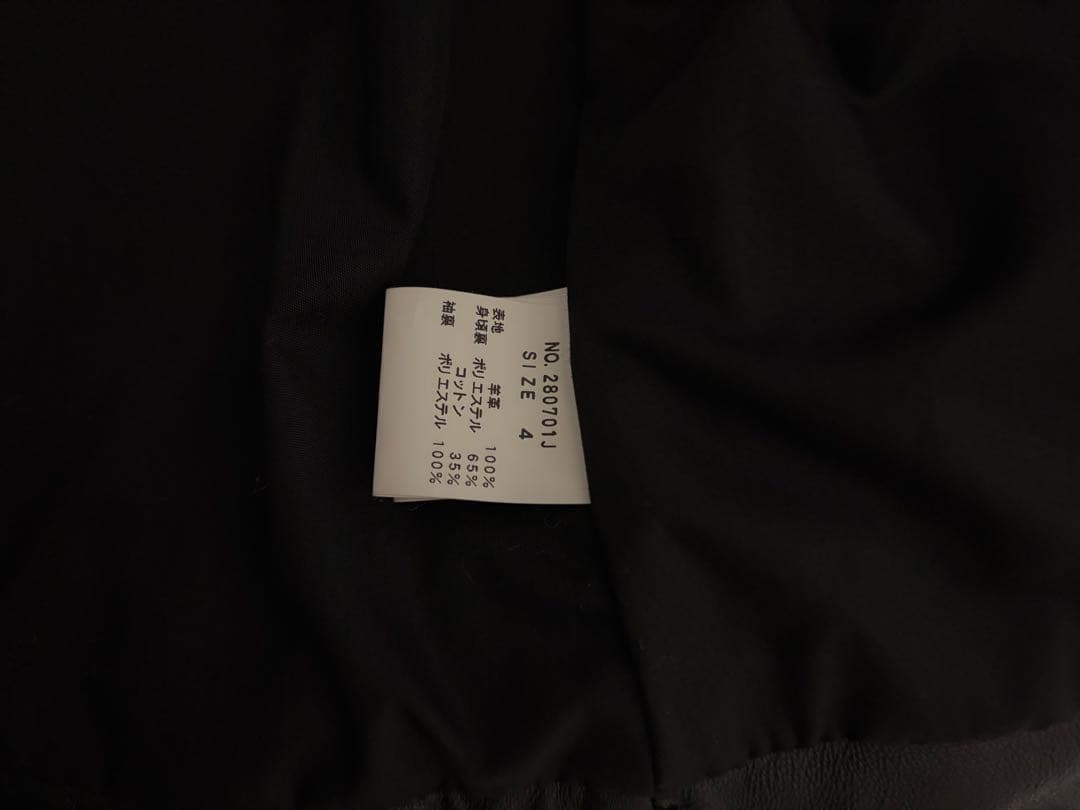 NO. 280701J
SIZE 4
表地 羊革 100%
身頃裏 ポリエステル 65%
コットン 35%
袖裏 ポリエステル 100%